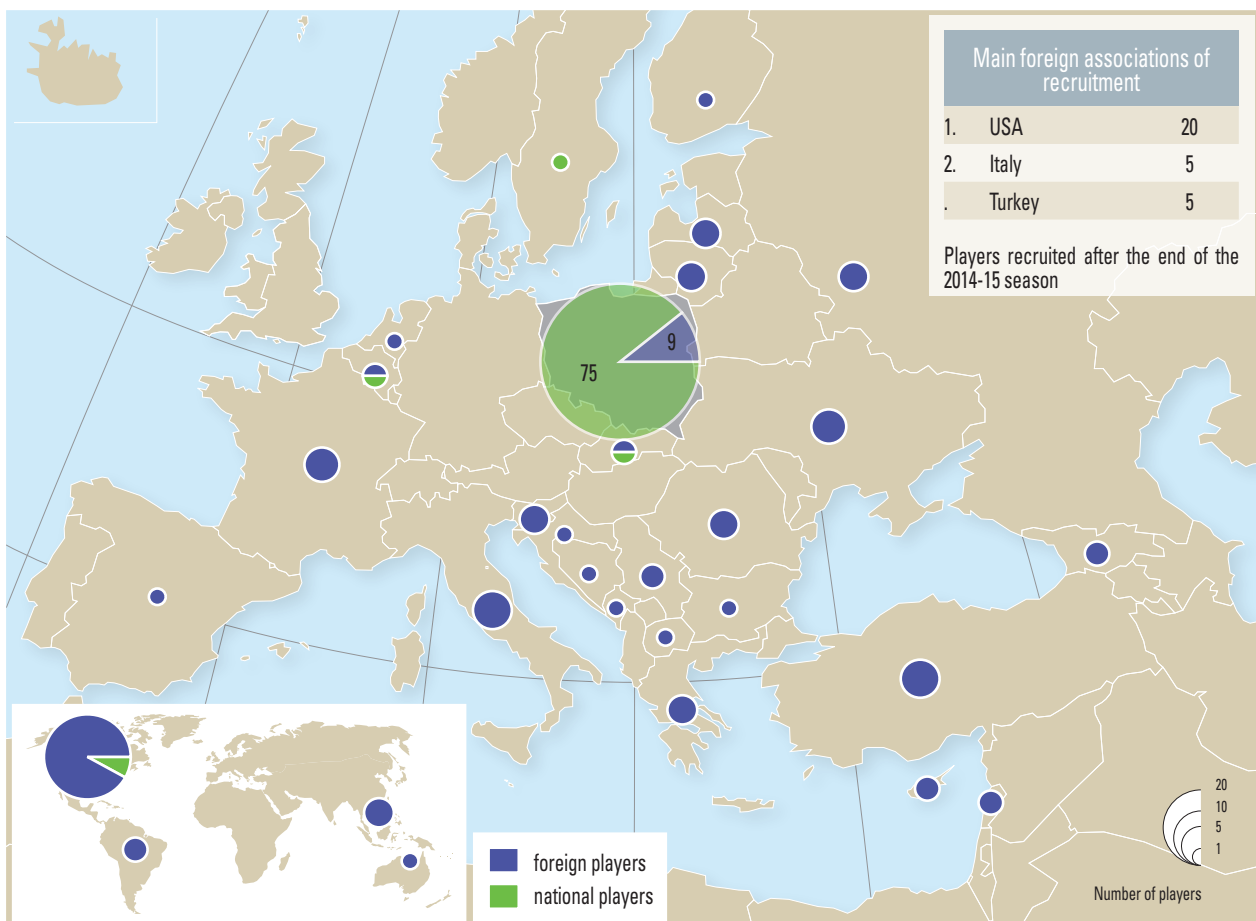 Main foreign associations of
recruitment
1. USA 20
2. Italy 5
. Turkey 5
Players recruited after the end of the
2014-15 season
9
75
20
10
5
1
Number of players
foreign players
national players